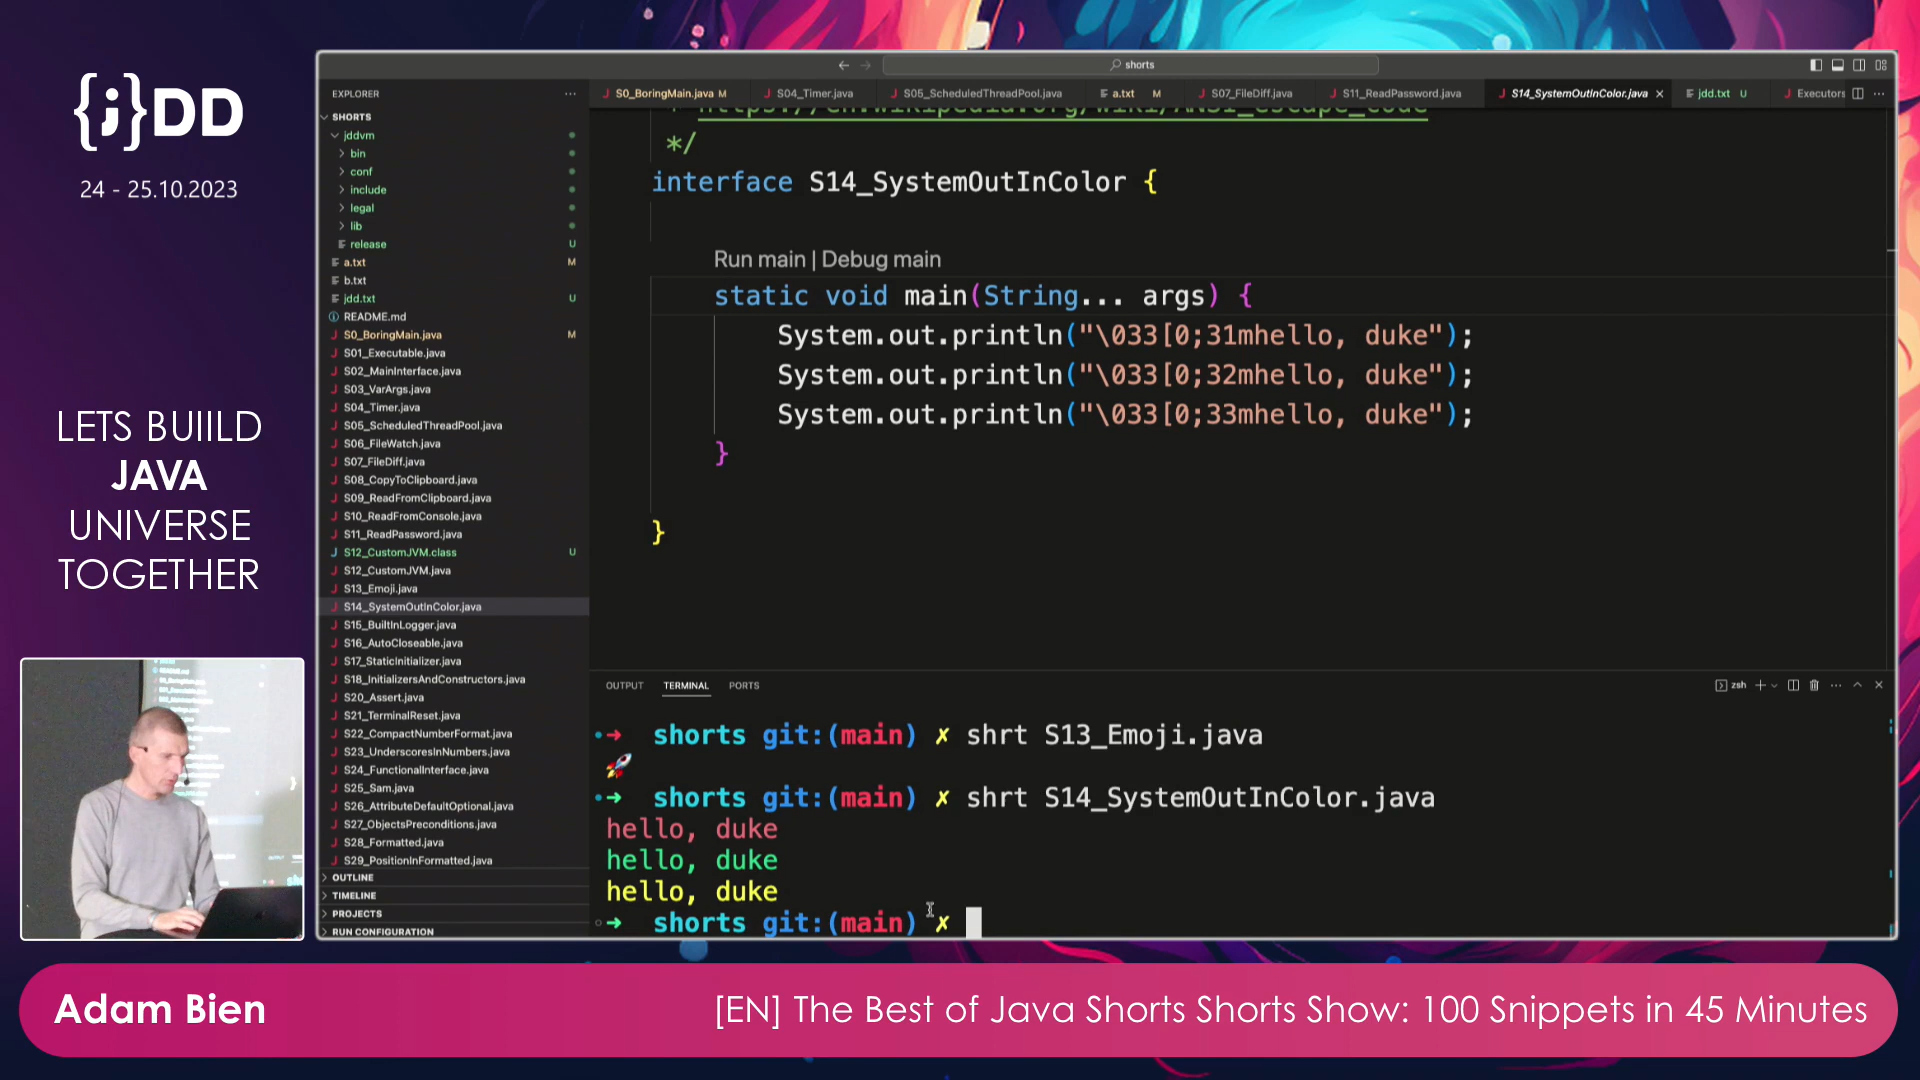 {j}DD
24 - 25.10.2023
LETS BUIILD
JAVA
UNIVERSE
TOGETHER
shorts
EXPLORER
S0_BoringMain.java M
S04_Timer.java
S05_ScheduledThreadPool.java
a.txt M
S07_FileDiff.java
S11_ReadPassword.java
S14_SystemOutInColor.java
jdd.txt U
Executors
SHORTS
jddvm
bin
conf
include
legal
lib
release U
a.txt M
b.txt
jdd.txt U
README.md
S0_BoringMain.java M
S01_Executable.java
S02_MainInterface.java
S03_VarArgs.java
S04_Timer.java
S05_ScheduledThreadPool.java
S06_FileWatch.java
S07_FileDiff.java
S08_CopyToClipboard.java
S09_ReadFromClipboard.java
S10_ReadFromConsole.java
S11_ReadPassword.java
S12_CustomJVM.class U
S12_CustomJVM.java
S13_Emoji.java
S14_SystemOutInColor.java
S15_BuiltInLogger.java
S16_AutoCloseable.java
S17_StaticInitializer.java
S18_InitializersAndConstructors.java
S20_Assert.java
S21_TerminalReset.java
S22_CompactNumberFormat.java
S23_UnderscoresInNumbers.java
S24_FunctionalInterface.java
S25_Sam.java
S26_AttributeDefaultOptional.java
S27_ObjectsPreconditions.java
S28_Formatted.java
S29_PositionInFormatted.java
OUTLINE
TIMELINE
PROJECTS
RUN CONFIGURATION
* https://en.wikipedia.org/wiki/ANSI_escape_code
*/
interface S14_SystemOutInColor {
Run main | Debug main
static void main(String... args) {
System.out.println("\033[0;31mhello, duke");
System.out.println("\033[0;32mhello, duke");
System.out.println("\033[0;33mhello, duke");
}
}
OUTPUT TERMINAL PORTS
zsh
➜ shorts git:(main) ✗ shrt S13_Emoji.java
🚀
➜ shorts git:(main) ✗ shrt S14_SystemOutInColor.java
hello, duke
hello, duke
hello, duke
➜ shorts git:(main) ✗
Adam Bien
[EN] The Best of Java Shorts Shorts Show: 100 Snippets in 45 Minutes